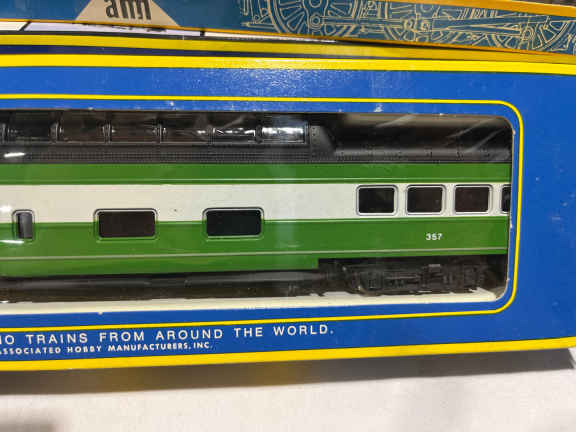 ahm
357
HO TRAINS FROM AROUND THE WORLD.
ASSOCIATED HOBBY MANUFACTURERS, INC.